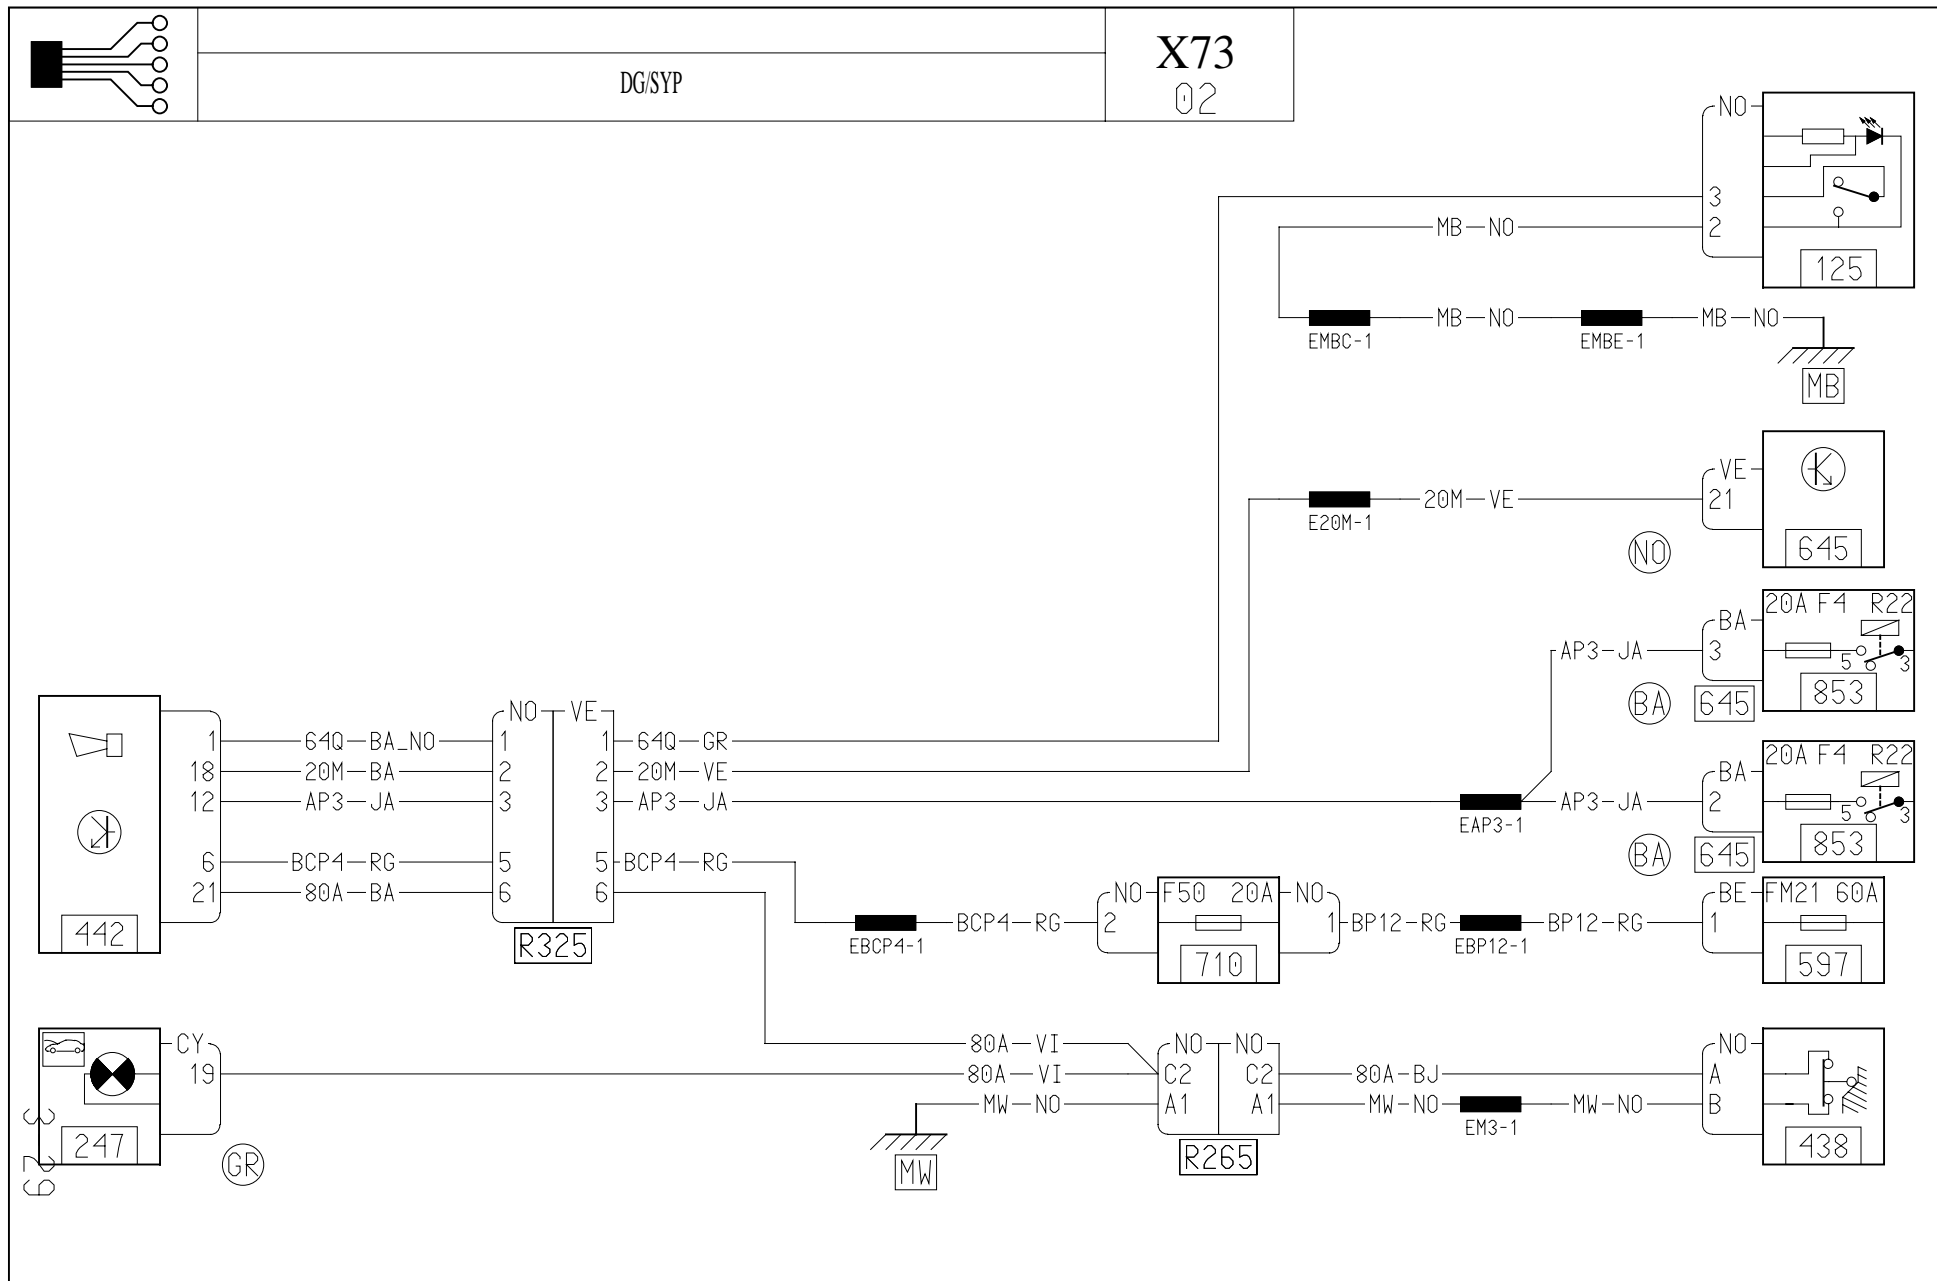 DG/SYP
X73
02
NO
3
2
MB NO
125
MB NO
MB NO
EMBC-1
EMBE-1
MB
VE
21
20M VE
E20M-1
NO
645
20A F4 R22
BA
3
AP3 JA
5
3
853
BA
645
NO VE
1 64Q BA_NO 1
1 64Q GR
18 20M BA 2
2 20M VE
12 AP3 JA 3
3 AP3 JA
EAP3-1
20A F4 R22
BA
AP3 JA
2
5
3
853
BA
645
6 BCP4 RG 5
5 BCP4 RG
21 80A BA 6
6
442
R325
EBCP4-1
BCP4 RG
NO
2
F50 20A
710
NO
1
BP12 RG
EBP12-1
BP12 RG
BE
1
FM21 60A
597
CY
19
247
GR
67 3
80A VI
80A VI
MW NO
MW
NO NO
C2 C2
A1 A1
R265
80A BJ
MW NO
EM3-1
MW NO
NO
A
B
438